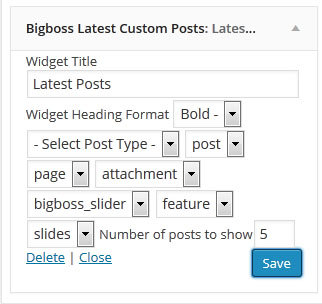 Bigboss Latest Custom Posts: Lates...
Widget Title
Latest Posts
Widget Heading Format Bold -
- Select Post Type - post
page attachment
bigboss_slider feature
slides Number of posts to show 5
Delete | Close Save